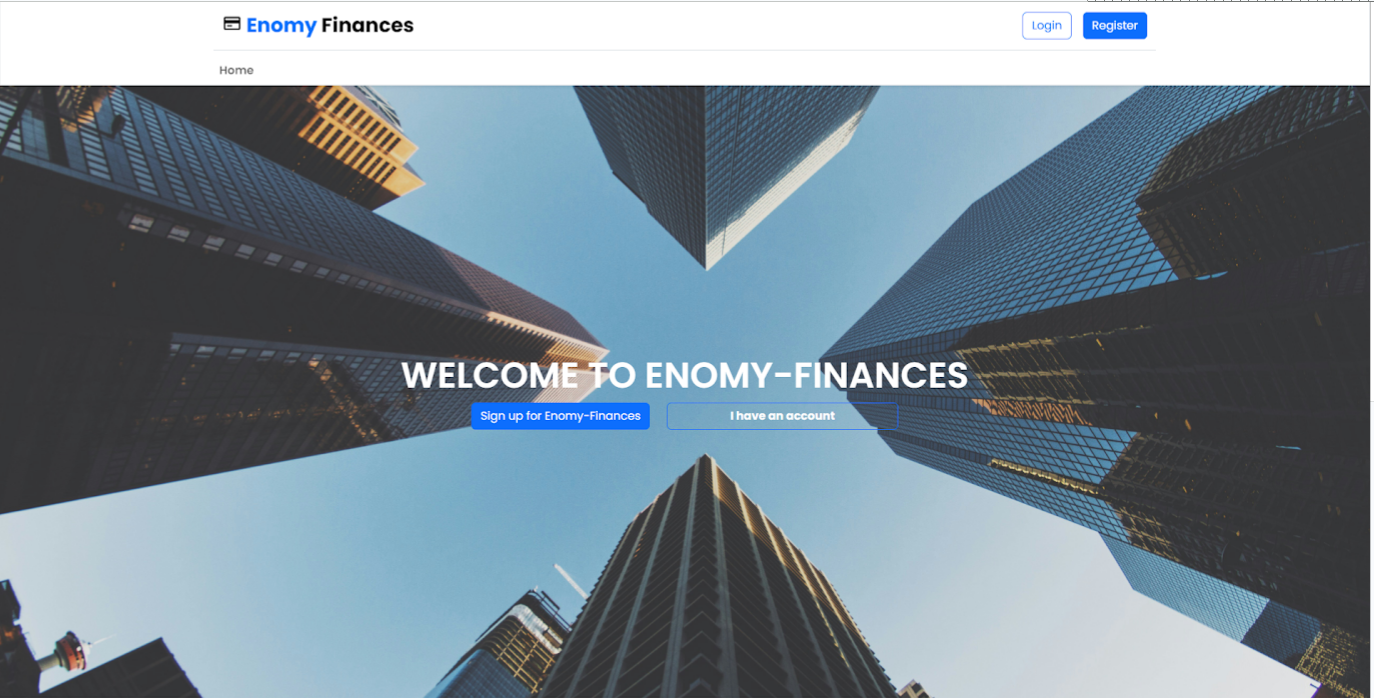 Enomy Finances
Login
Register
Home
WELCOME TO ENOMY-FINANCES
Sign up for Enomy-Finances
I have an account